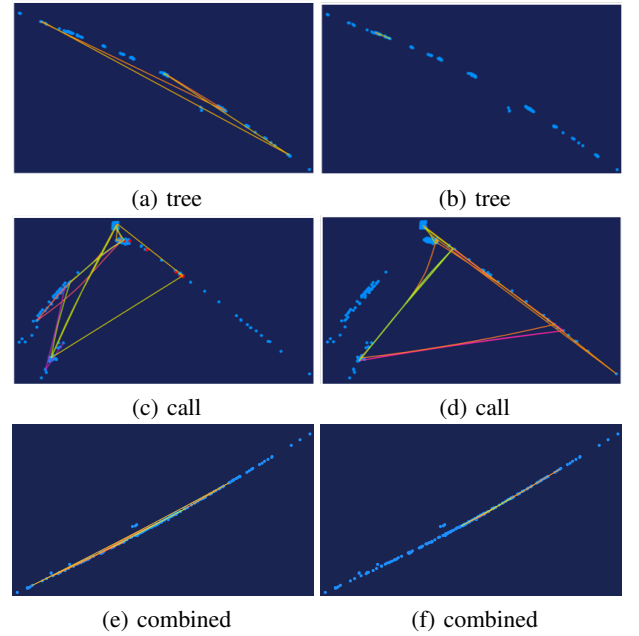 (a) tree
(b) tree
(c) call
(d) call
(e) combined
(f) combined